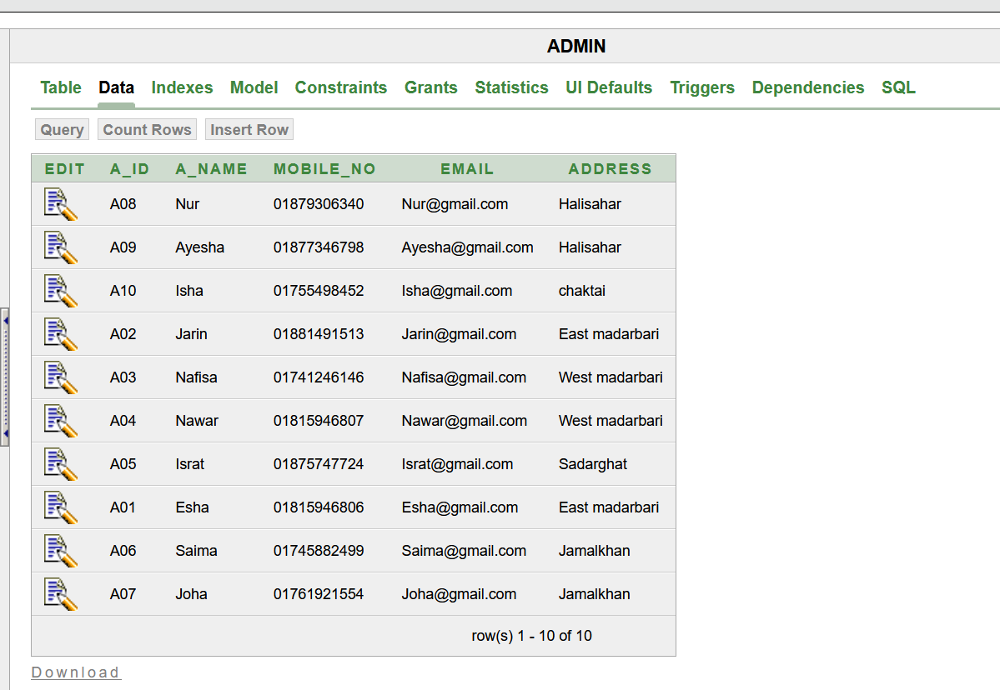 ADMIN
Table Data Indexes Model Constraints Grants Statistics UI Defaults Triggers Dependencies SQL
Query Count Rows Insert Row
EDIT A_ID A_NAME MOBILE_NO EMAIL ADDRESS
A08 Nur 01879306340 Nur@gmail.com Halisahar
A09 Ayesha 01877346798 Ayesha@gmail.com Halisahar
A10 Isha 01755498452 Isha@gmail.com chaktai
A02 Jarin 01881491513 Jarin@gmail.com East madarbari
A03 Nafisa 01741246146 Nafisa@gmail.com West madarbari
A04 Nawar 01815946807 Nawar@gmail.com West madarbari
A05 Israt 01875747724 Israt@gmail.com Sadarghat
A01 Esha 01815946806 Esha@gmail.com East madarbari
A06 Saima 01745882499 Saima@gmail.com Jamalkhan
A07 Joha 01761921554 Joha@gmail.com Jamalkhan
row(s) 1 - 10 of 10
Download